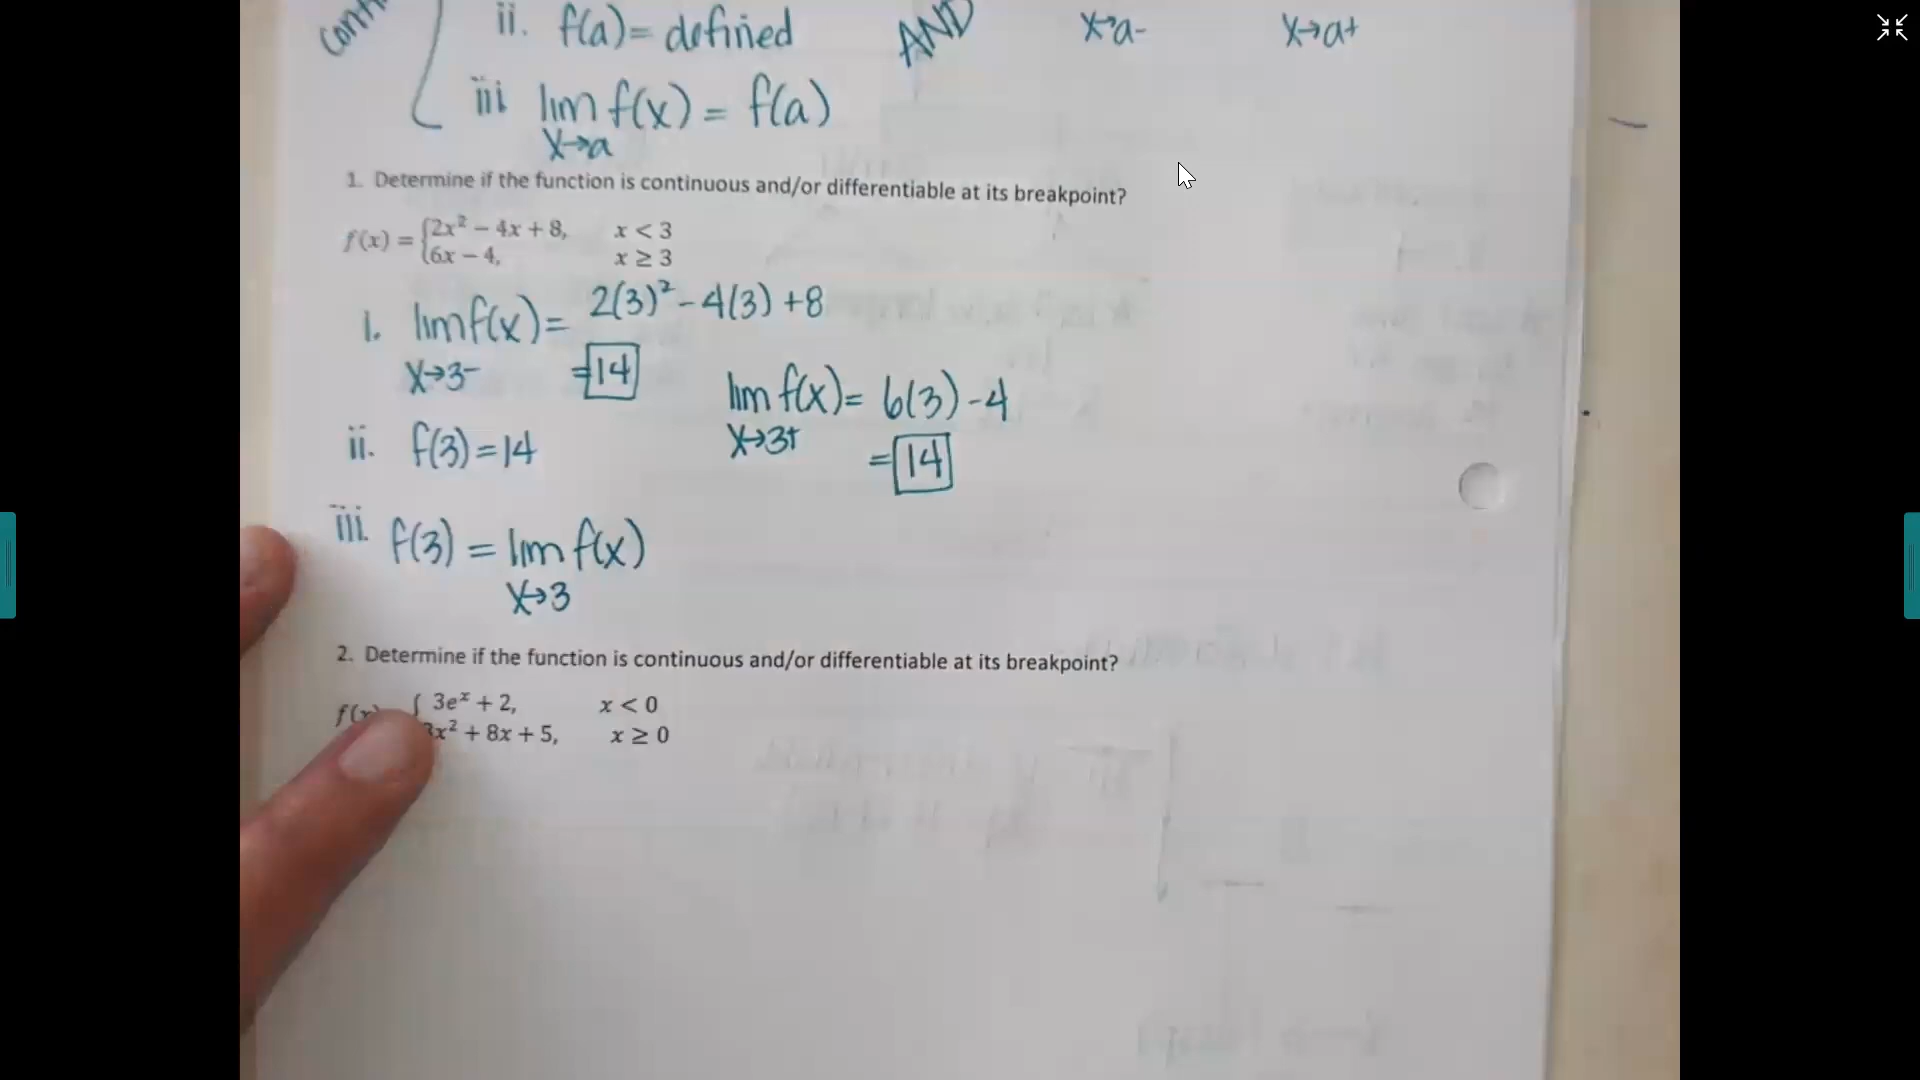 ii. f(a) = defined AND x→a- x→a+
iii lim f(x) = f(a)
x→a
1. Determine if the function is continuous and/or differentiable at its breakpoint?
f(x) = {2x² − 4x + 8, x < 3
6x − 4, x ≥ 3
i. lim f(x) = 2(3)² - 4(3) + 8
x→3- = 14
lim f(x) = 6(3) - 4
x→3+ = 14
ii. f(3) = 14
iii. f(3) = lim f(x)
x→3
2. Determine if the function is continuous and/or differentiable at its breakpoint?
f(x) { 3eˣ + 2, x < 0
x² + 8x + 5, x ≥ 0